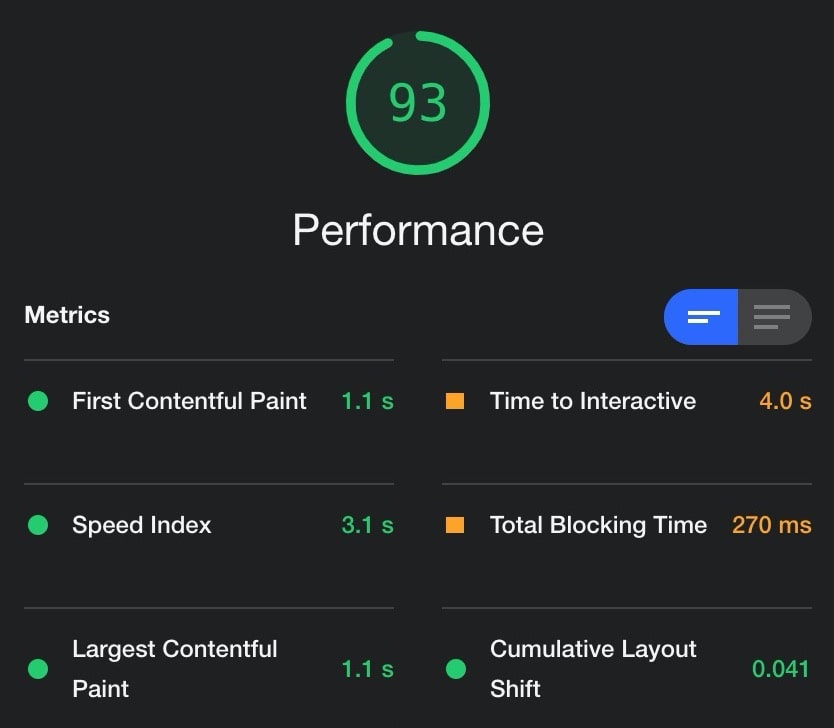 93
Performance
Metrics
First Contentful Paint 1.1 s
Time to Interactive 4.0 s
Speed Index 3.1 s
Total Blocking Time 270 ms
Largest Contentful
Paint
1.1 s
Cumulative Layout
Shift
0.041